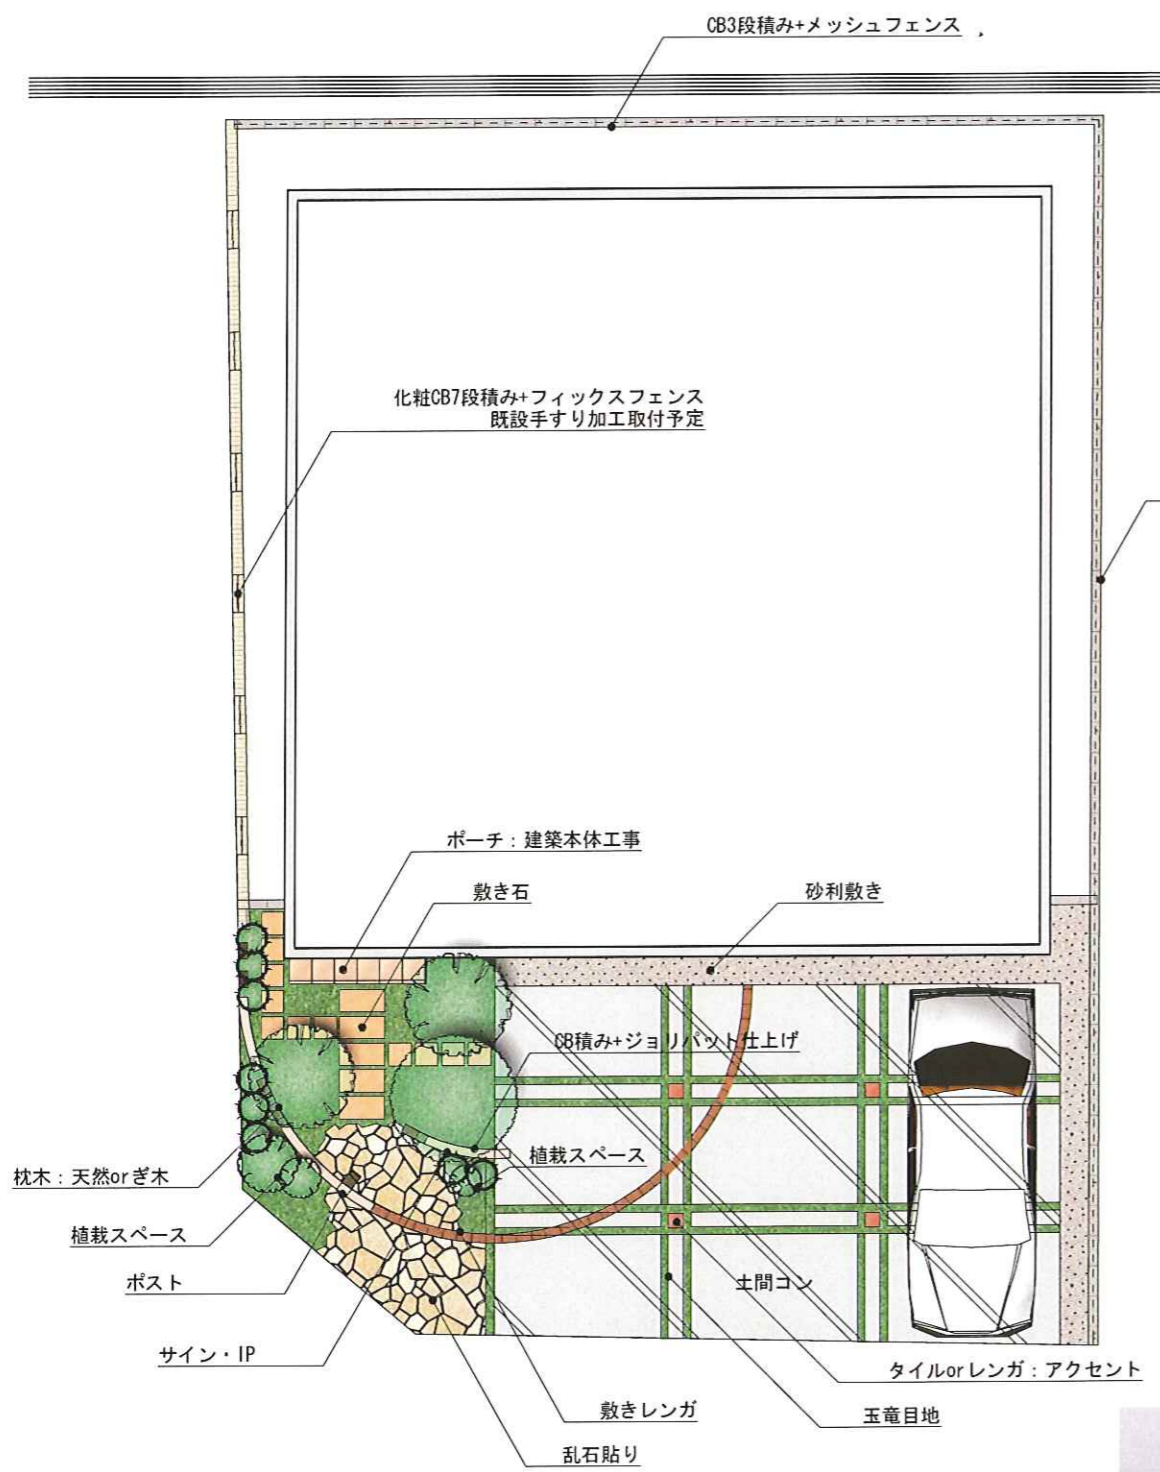 CB3段積み+メッシュフェンス
化粧CB7段積み+フィックスフェンス
既設手すり加工取付予定
ポーチ：建築本体工事
敷き石
砂利敷き
CB積み+ジョリパット仕上げ
植栽スペース
枕木：天然orぎ木
植栽スペース
ポスト
土間コン
サイン・IP
タイルorレンガ：アクセント
敷きレンガ
玉竜目地
乱石貼り